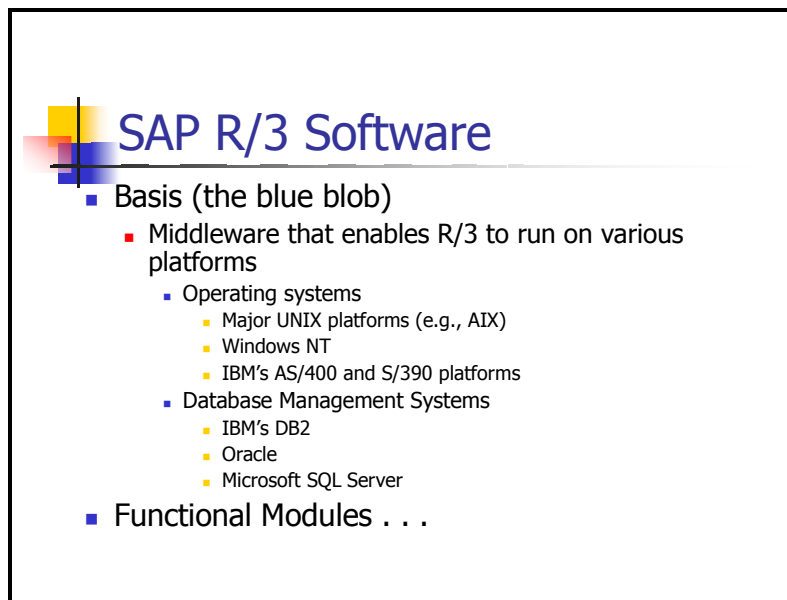 SAP R/3 Software
Basis (the blue blob)
Middleware that enables R/3 to run on various
platforms
Operating systems
Major UNIX platforms (e.g., AIX)
Windows NT
IBM’s AS/400 and S/390 platforms
Database Management Systems
IBM’s DB2
Oracle
Microsoft SQL Server
Functional Modules . . .